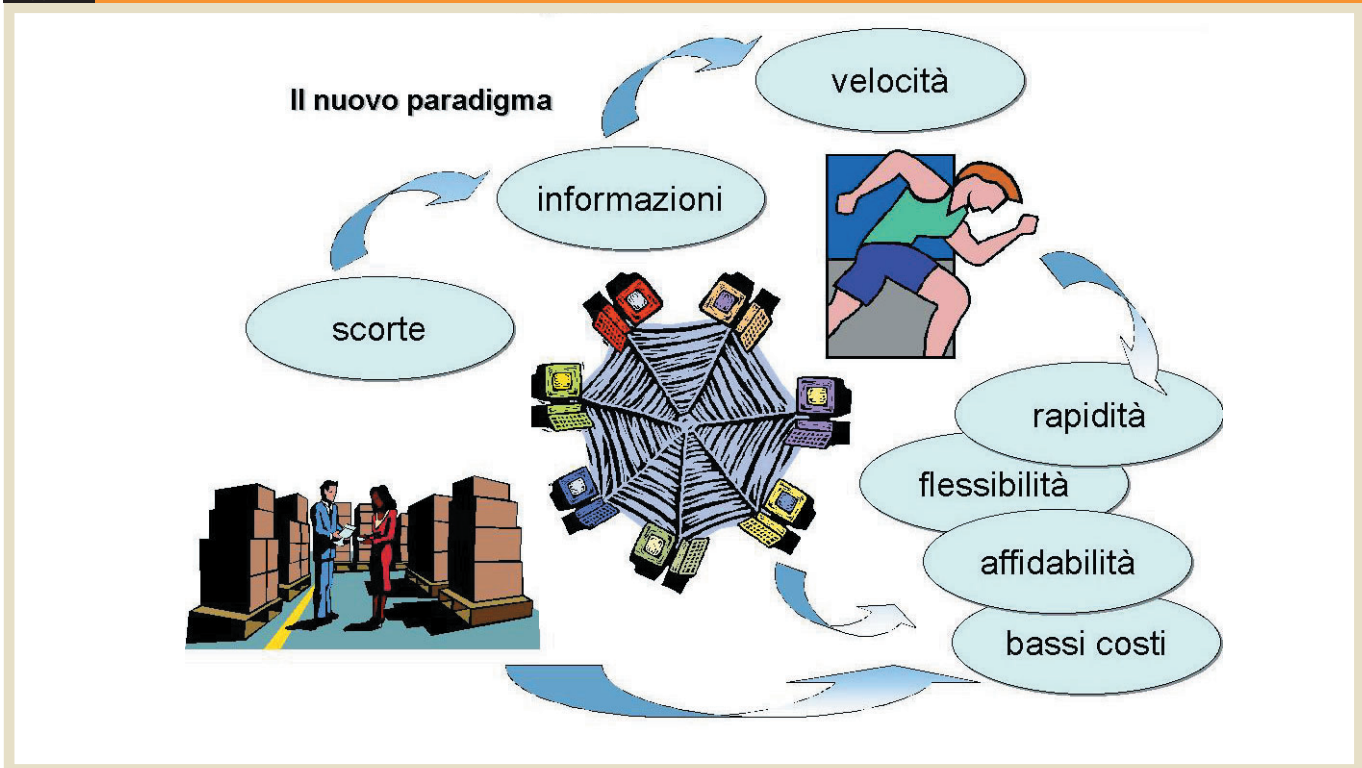 Il nuovo paradigma
velocità
informazioni
scorte
rapidità
flessibilità
affidabilità
bassi costi